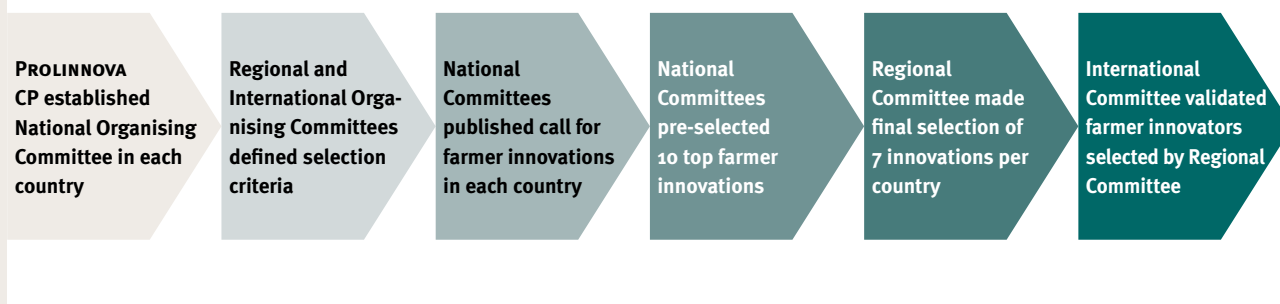 PROLINNOVA
CP established
National Organising
Committee in each
country
Regional and
International Orga-
nising Committees
defined selection
criteria
National
Committees
published call for
farmer innovations
in each country
National
Committees
pre-selected
10 top farmer
innovations
Regional
Committee made
final selection of
7 innovations per
country
International
Committee validated
farmer innovators
selected by Regional
Committee